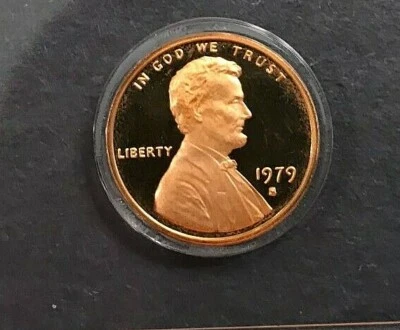 IN GOD WE TRUST
LIBERTY
1979
S